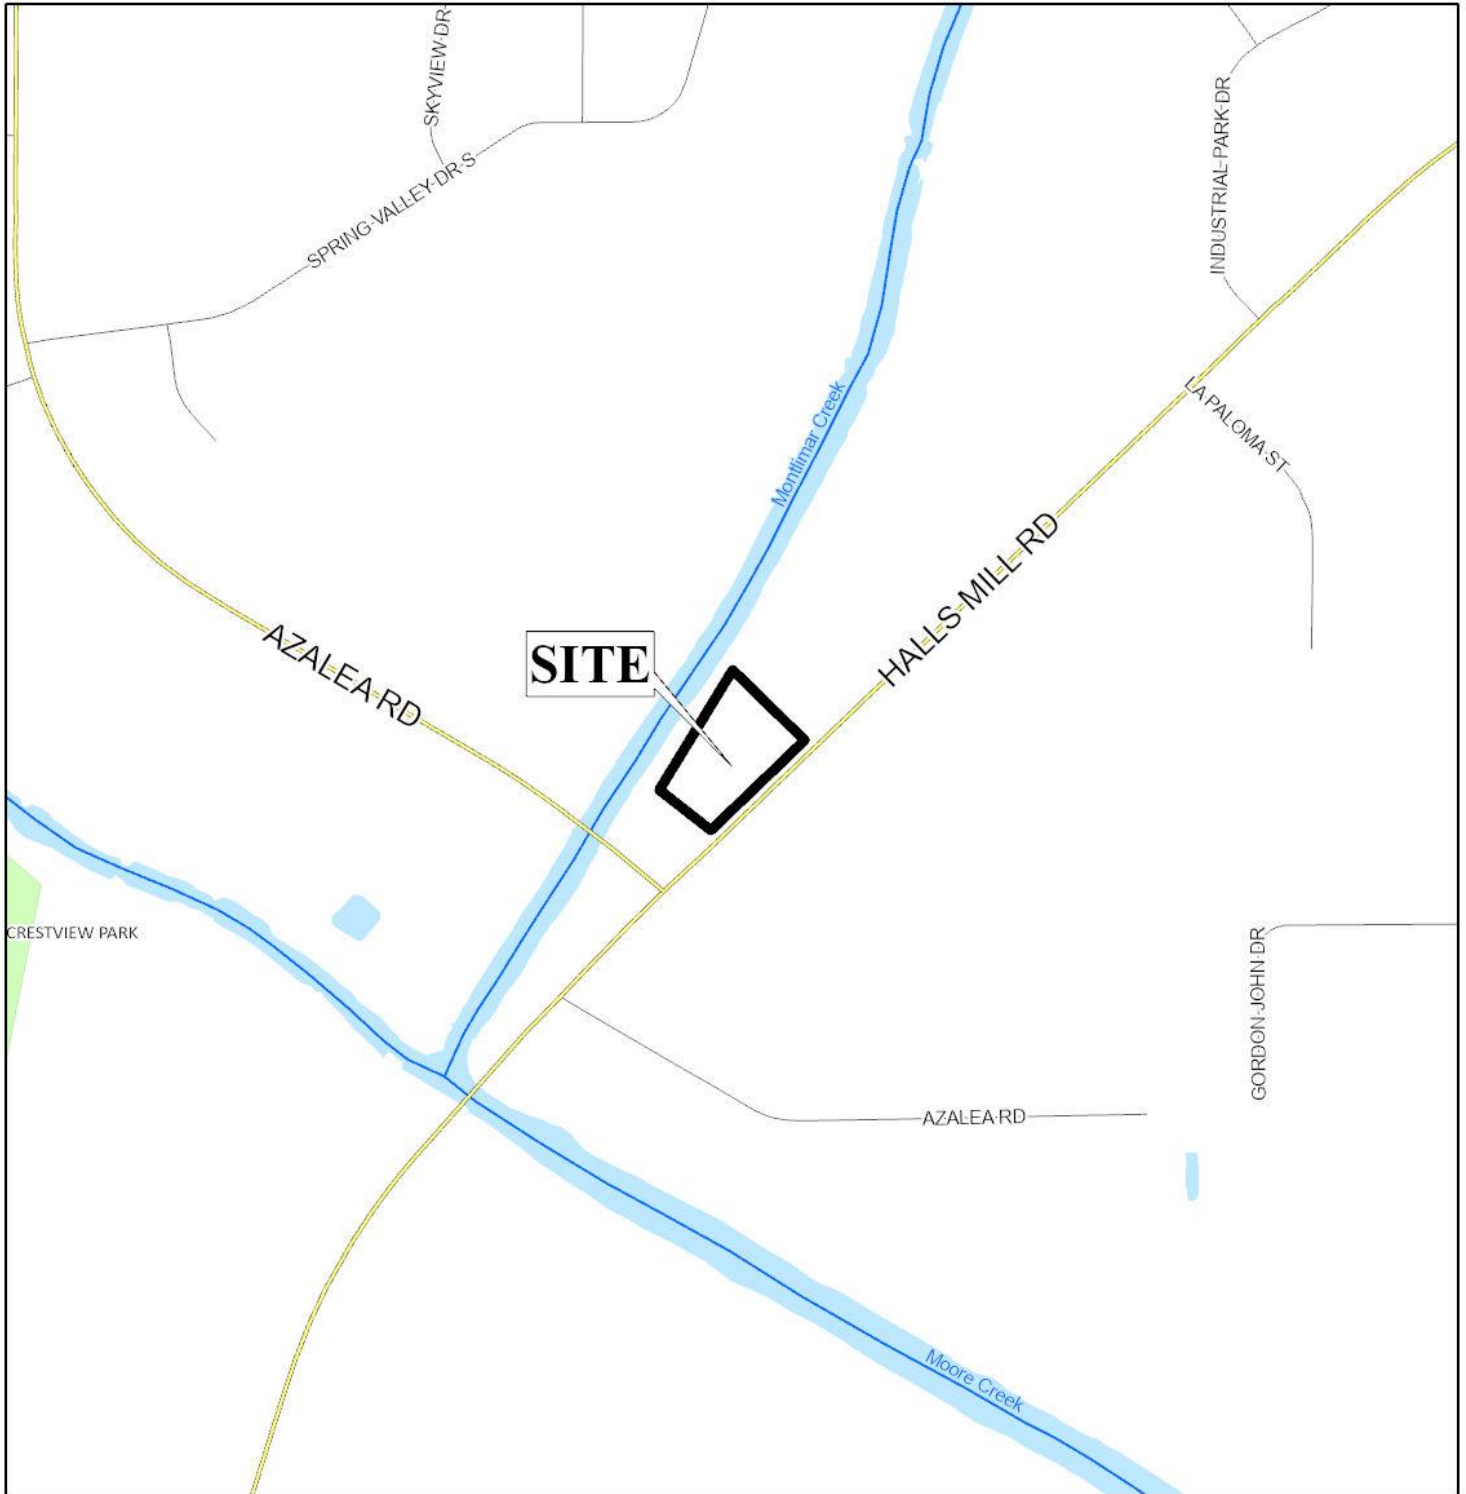 SKYVIEW DR
SPRING VALLEY DR S
INDUSTRIAL PARK DR
LA PALOMA ST
Montlimar Creek
HALLS MILL RD
AZALEA RD
SITE
CRESTVIEW PARK
GORDON JOHN DR
AZALEA RD
Moore Creek